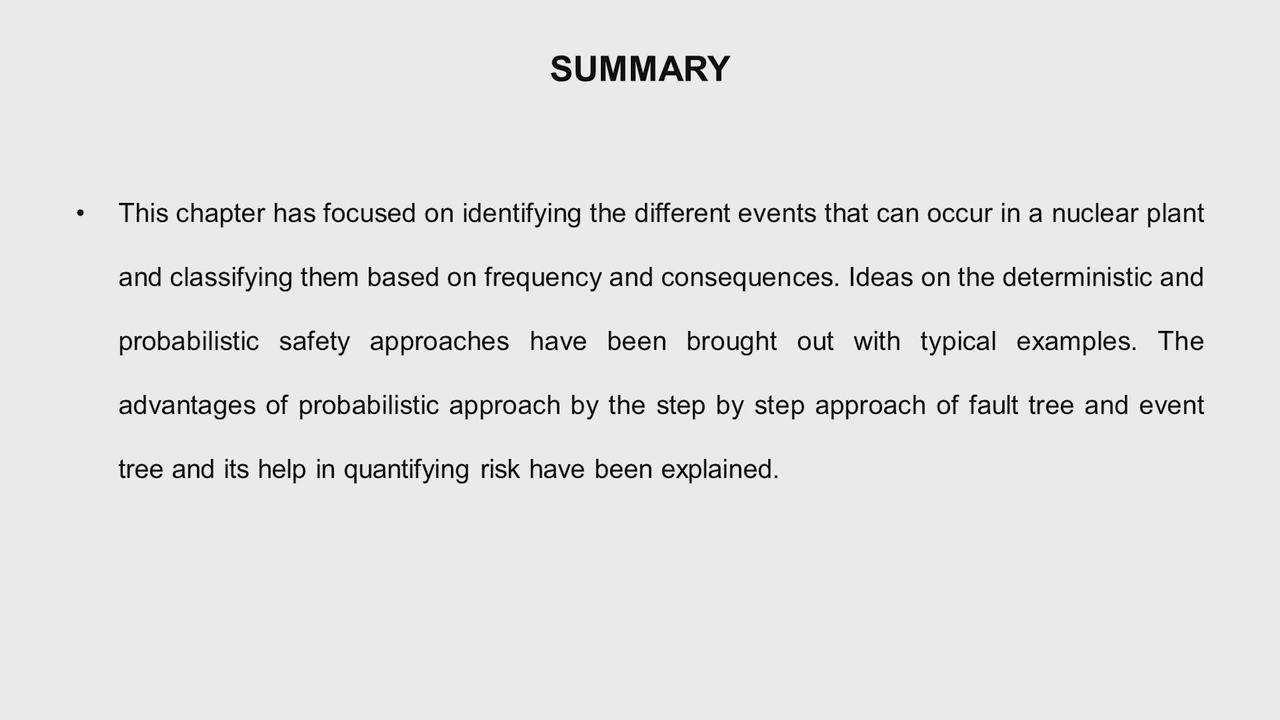 SUMMARY
• This chapter has focused on identifying the different events that can occur in a nuclear plant
and classifying them based on frequency and consequences. Ideas on the deterministic and
probabilistic safety approaches have been brought out with typical examples. The
advantages of probabilistic approach by the step by step approach of fault tree and event
tree and its help in quantifying risk have been explained.